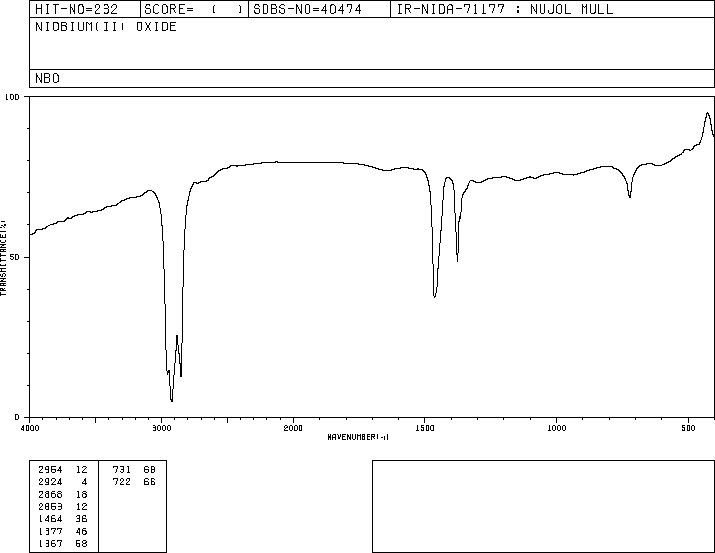 HIT-NO=232 SCORE= ( ) SDBS-NO=40474 IR-NIDA-71177 : NUJOL MULL
NIOBIUM(II) OXIDE
NBO
100
50
0
TRANSMITTANCE(%)
4000 3000 2000 1500 1000 500
WAVENUMBER(-1)
2954 12 731 68
2924 4 722 66
2868 18
2853 12
1464 36
1377 46
1367 58